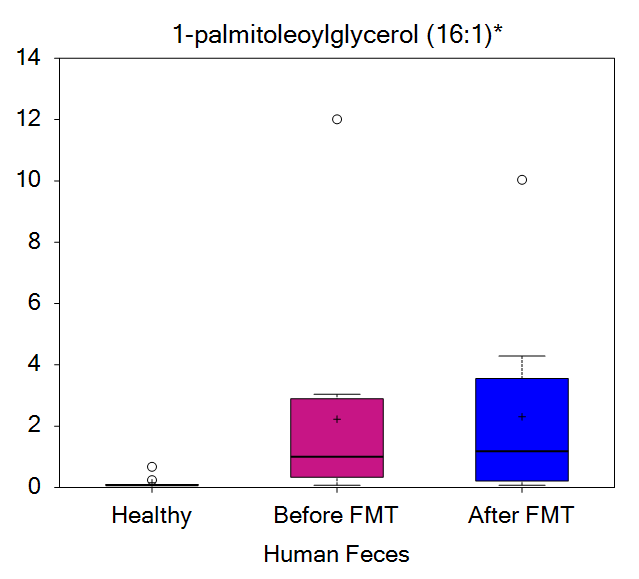 1-palmitoleoylglycerol (16:1)*
14
12
10
8
6
4
2
0
Healthy Before FMT After FMT
Human Feces